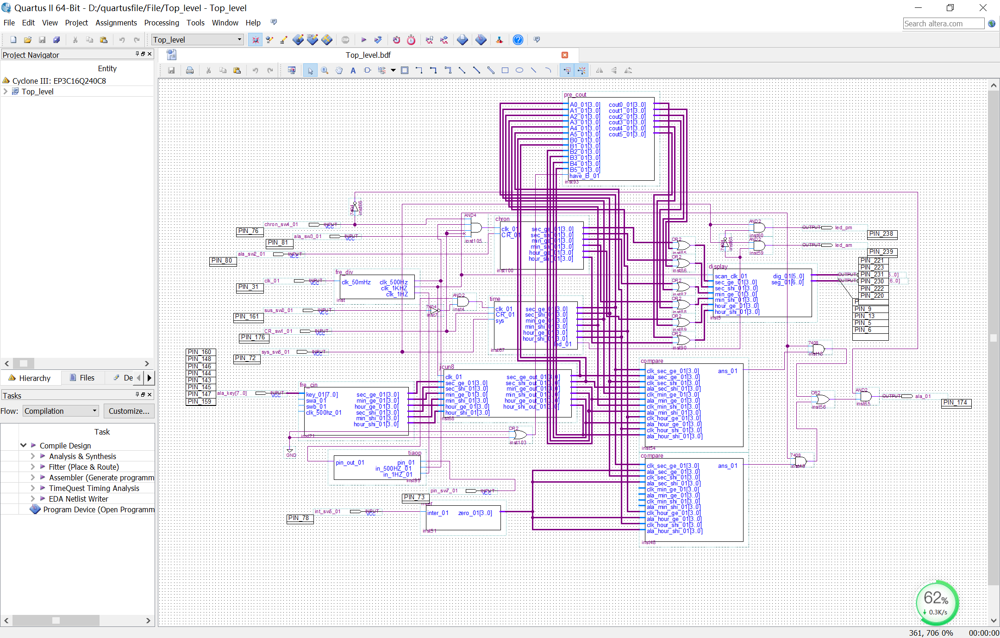 Quartus II 64-Bit - D:/quartusfile/File/Top_level - Top_level
File Edit View Project Assignments Processing Tools Window Help
Search altera.com
Top_level
Project Navigator
Top_level.bdf
Entity
Cyclone III: EP3C16Q240C8
Top_level
Hierarchy
Files
De
Tasks
Flow:
Compilation
Customize...
Task
Compile Design
Analysis & Synthesis
Fitter (Place & Route)
Assembler (Generate programm
TimeQuest Timing Analysis
EDA Netlist Writer
Program Device (Open Programm
pre_cout
A0_01[3..0] cout0_01[3..0]
A1_01[3..0] cout1_01[3..0]
A2_01[3..0] cout2_01[3..0]
A3_01[3..0] cout3_01[3..0]
A4_01[3..0] cout4_01[3..0]
A5_01[3..0] cout5_01[3..0]
B0_01[3..0]
B1_01[3..0]
B2_01[3..0]
B3_01[3..0]
B4_01[3..0]
B5_01[3..0]
have_B_01
inst93
7404
inst66
chron_sw4_01
INPUT
VCC
PIN_76
ala_sw3_01
INPUT
VCC
PIN_81
ala_sw2_01
INPUT
VCC
PIN_80
AND4
inst105
chron
clk_01 sec_ge_01[3..0]
CR_01 sec_shi_01[3..0]
min_ge_01[3..0]
min_shi_01[3..0]
hour_ge_01[3..0]
hour_shi_01[3..0]
inst100
clk_01
INPUT
VCC
PIN_31
fre_div
clk_50mHz clk_500Hz
clk_1KHZ
clk_1HZ
inst
sus_sw0_01
INPUT
VCC
PIN_161
7404
inst7
AND2
inst4
CR_sw1_01
INPUT
VCC
PIN_176
sys_sw6_01
INPUT
VCC
PIN_72
time
clk_01 sec_ge_01[3..0]
CR_01 sec_shi_01[3..0]
sys min_ge_01[3..0]
min_shi_01[3..0]
hour_ge_01[3..0]
hour_shi_01[3..0]
led_01
inst67
PIN_160
PIN_148
PIN_146
PIN_144
PIN_143
PIN_145
PIN_147
PIN_159
ala_key[7..0]
INPUT
VCC
fre_cin
key_01[7..0] sec_ge_01[3..0]
swa_01 min_ge_01[3..0]
swb_01 hour_ge_01[3..0]
clk_500hz_01 sec_shi_01[3..0]
min_shi_01[3..0]
hour_shi_01[3..0]
inst21
jicun8
clk_01 sec_ge_out_01[3..0]
sec_ge_01[3..0] sec_shi_out_01[3..0]
sec_shi_01[3..0] min_ge_out_01[3..0]
min_ge_01[3..0] min_shi_out_01[3..0]
min_shi_01[3..0] hour_ge_out_01[3..0]
hour_ge_01[3..0] hour_shi_out_01[3..0]
hour_shi_01[3..0]
inst68
OR2
inst103
GND
tiaop
pin_out_01 pin_01
in_500HZ_01
in_1HZ_01
inst95
pin_sw7_01
INPUT
VCC
PIN_73
int_sw5_01
INPUT
VCC
PIN_78
inter_01 zero_01[3..0]
inst51
OR2
inst85
OR2
inst86
OR2
inst87
OR2
inst88
OR2
inst89
OR2
inst90
AND2
inst60
AND2
inst59
7404
inst61
OUTPUT
led_pm
PIN_238
OUTPUT
led_am
PIN_239
display
scan_clk_01 dig_01[5..0]
sec_ge_01[3..0] seg_01[6..0]
sec_shi_01[3..0]
min_ge_01[3..0]
min_shi_01[3..0]
hour_ge_01[3..0]
hour_shi_01[3..0]
inst5
OUTPUT
OUTPUT
5..0]
6..0]
PIN_221
PIN_223
PIN_231
PIN_230
PIN_222
PIN_220
PIN_9
PIN_13
PIN_5
PIN_6
compare
clk_sec_ge_01[3..0] ans_01
ala_sec_ge_01[3..0]
clk_sec_shi_01[3..0]
ala_sec_shi_01[3..0]
clk_min_ge_01[3..0]
ala_min_ge_01[3..0]
clk_min_shi_01[3..0]
ala_min_shi_01[3..0]
clk_hour_ge_01[3..0]
ala_hour_ge_01[3..0]
clk_hour_shi_01[3..0]
ala_hour_shi_01[3..0]
inst54
compare
clk_sec_ge_01[3..0] ans_01
ala_sec_ge_01[3..0]
clk_sec_shi_01[3..0]
ala_sec_shi_01[3..0]
clk_min_ge_01[3..0]
ala_min_ge_01[3..0]
clk_min_shi_01[3..0]
ala_min_shi_01[3..0]
clk_hour_ge_01[3..0]
ala_hour_ge_01[3..0]
clk_hour_shi_01[3..0]
ala_hour_shi_01[3..0]
inst48
7408
7408
inst49
OR2
inst56
AND2
inst65
OUTPUT
ala_01
PIN_174
62%
0.3K/s
361, 706 0% 00:00:00